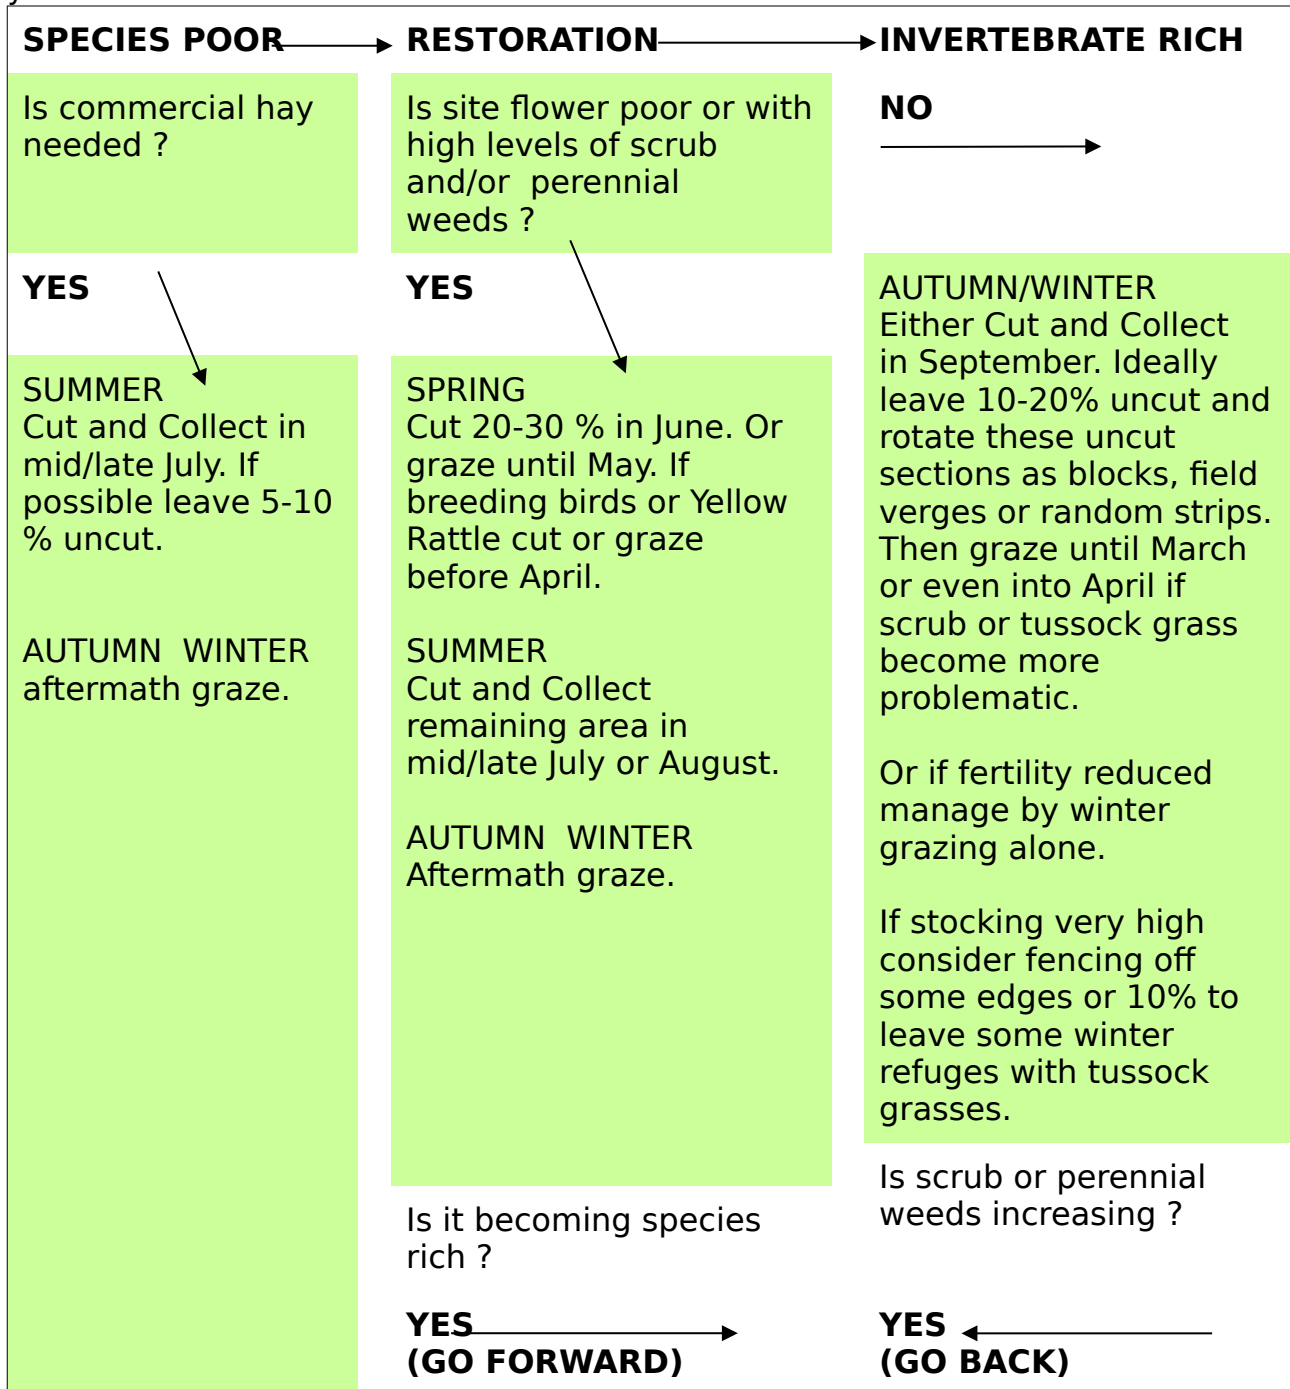 SPECIES POOR
RESTORATION
INVERTEBRATE RICH
Is commercial hay
needed ?
YES
SUMMER
Cut and Collect in
mid/late July. If
possible leave 5-10
% uncut.
AUTUMN  WINTER
aftermath graze.
Is site flower poor or with
high levels of scrub
and/or  perennial
weeds ?
YES
SPRING
Cut 20-30 % in June. Or
graze until May. If
breeding birds or Yellow
Rattle cut or graze
before April.
SUMMER
Cut and Collect
remaining area in
mid/late July or August.
AUTUMN  WINTER
Aftermath graze.
Is it becoming species
rich ?
YES
(GO FORWARD)
NO
AUTUMN/WINTER
Either Cut and Collect
in September. Ideally
leave 10-20% uncut and
rotate these uncut
sections as blocks, field
verges or random strips.
Then graze until March
or even into April if
scrub or tussock grass
become more
problematic.
Or if fertility reduced
manage by winter
grazing alone.
If stocking very high
consider fencing off
some edges or 10% to
leave some winter
refuges with tussock
grasses.
Is scrub or perennial
weeds increasing ?
YES
(GO BACK)